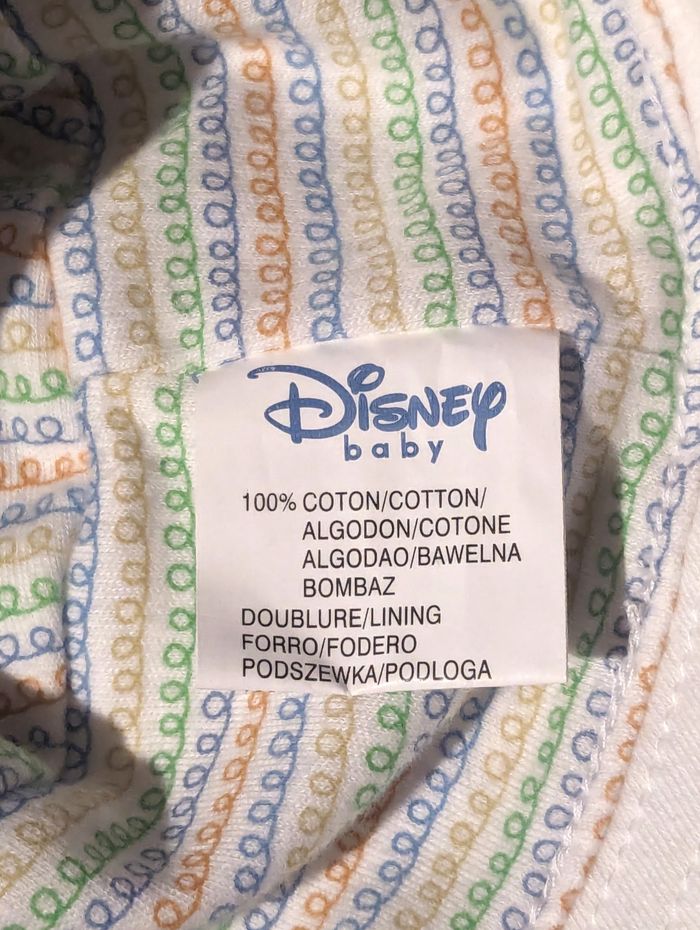 Disney
baby
100% COTON/COTTON/
ALGODON/COTONE
ALGODAO/BAWELNA
BOMBAZ
DOUBLURE/LINING
FORRO/FODERO
PODSZEWKA/PODLOGA